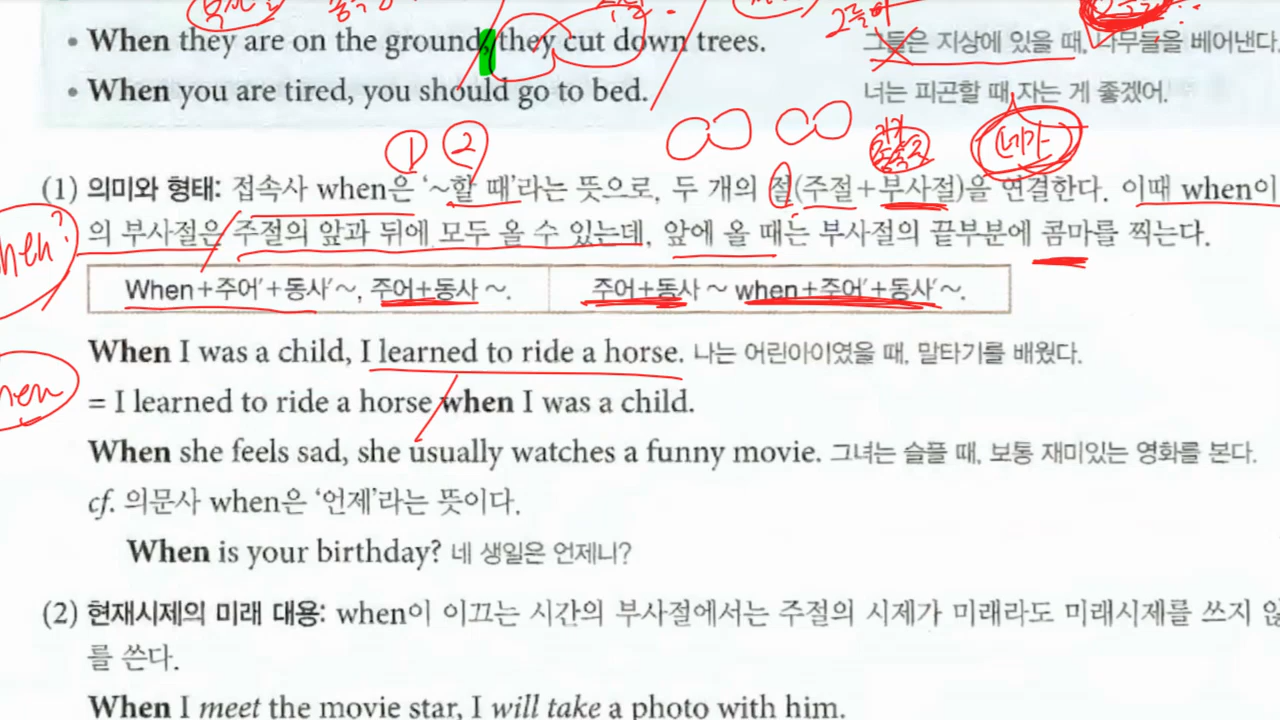 2들이
• When they are on the ground, they cut down trees. 그들은 지상에 있을 때, 나무들을 베어낸다.
• When you are tired, you should go to bed. 너는 피곤할 때 자는 게 좋겠어.
① ② 종속절 네가
(1) 의미와 형태: 접속사 when은 '~할 때'라는 뜻으로, 두 개의 절(주절+부사절)을 연결한다. 이때 when이
의 부사절은 주절의 앞과 뒤에 모두 올 수 있는데, 앞에 올 때는 부사절의 끝부분에 콤마를 찍는다.
When+주어′+동사′~, 주어+동사 ~. 주어+동사 ~ when+주어′+동사′~.
When I was a child, I learned to ride a horse. 나는 어린아이였을 때, 말타기를 배웠다.
= I learned to ride a horse when I was a child.
When she feels sad, she usually watches a funny movie. 그녀는 슬플 때, 보통 재미있는 영화를 본다.
cf. 의문사 when은 '언제'라는 뜻이다.
When is your birthday? 네 생일은 언제니?
(2) 현재시제의 미래 대용: when이 이끄는 시간의 부사절에서는 주절의 시제가 미래라도 미래시제를 쓰지 않
를 쓴다.
When I meet the movie star, I will take a photo with him.